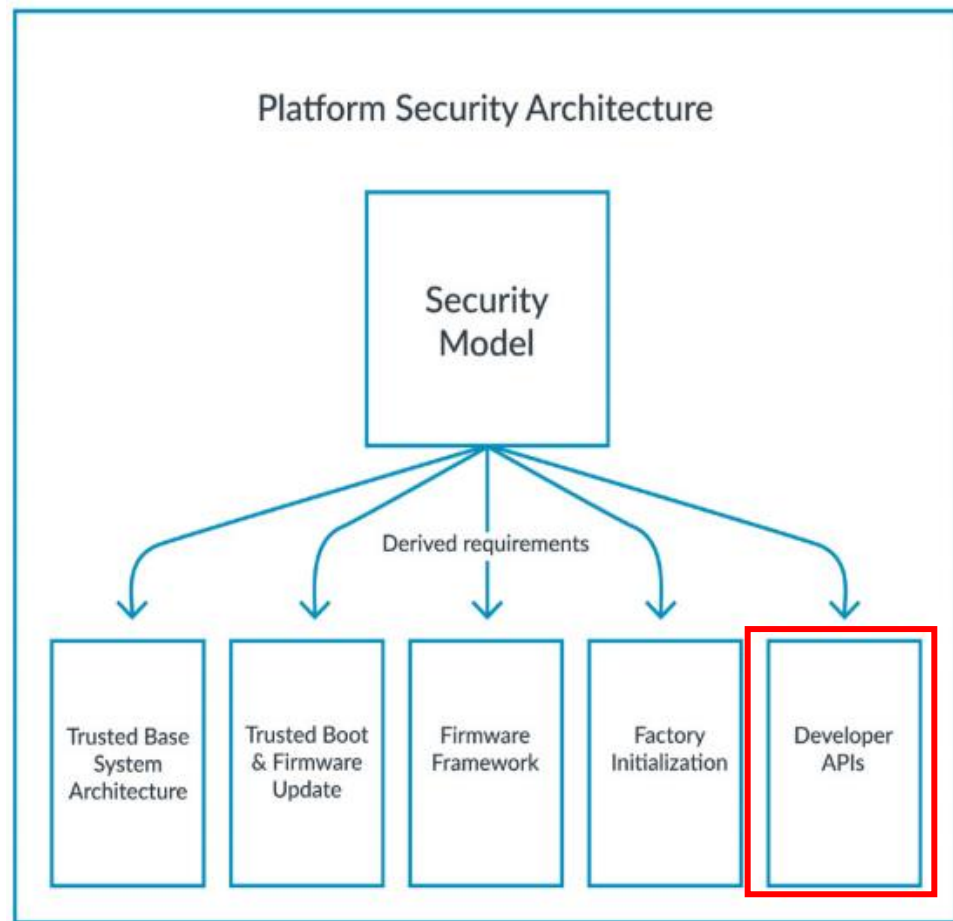 Platform Security Architecture
Security
Model
Derived requirements
Trusted Base
System
Architecture
Trusted Boot
& Firmware
Update
Firmware
Framework
Factory
Initialization
Developer
APIs